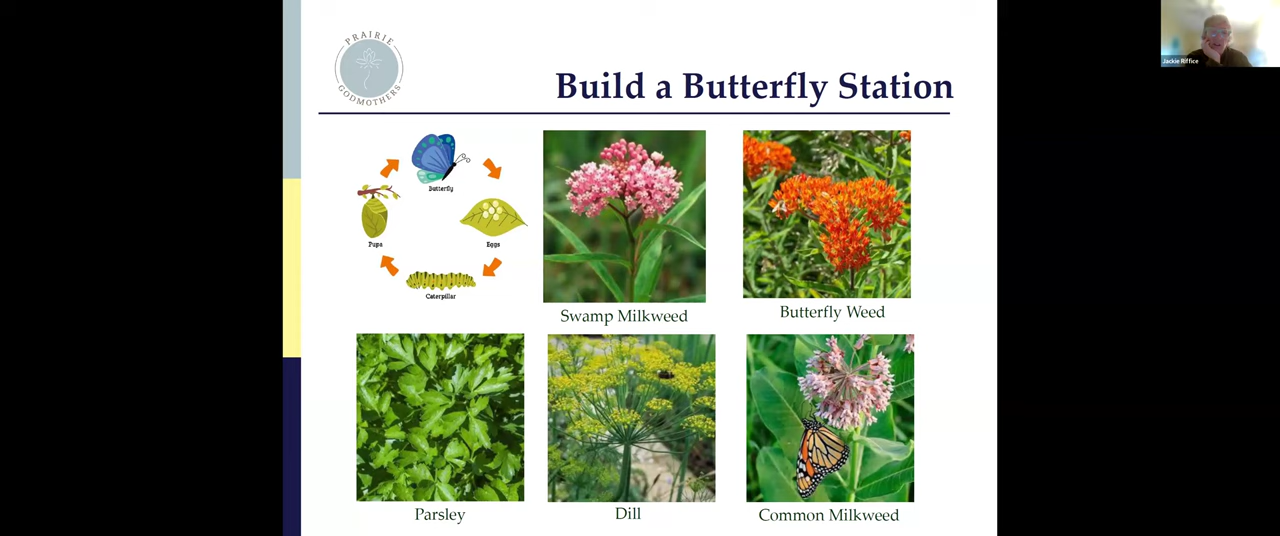 PRAIRIE
GODMOTHERS
Build a Butterfly Station
Jackie Riffice
Butterfly
Pupa
Eggs
Caterpillar
Swamp Milkweed
Butterfly Weed
Parsley
Dill
Common Milkweed